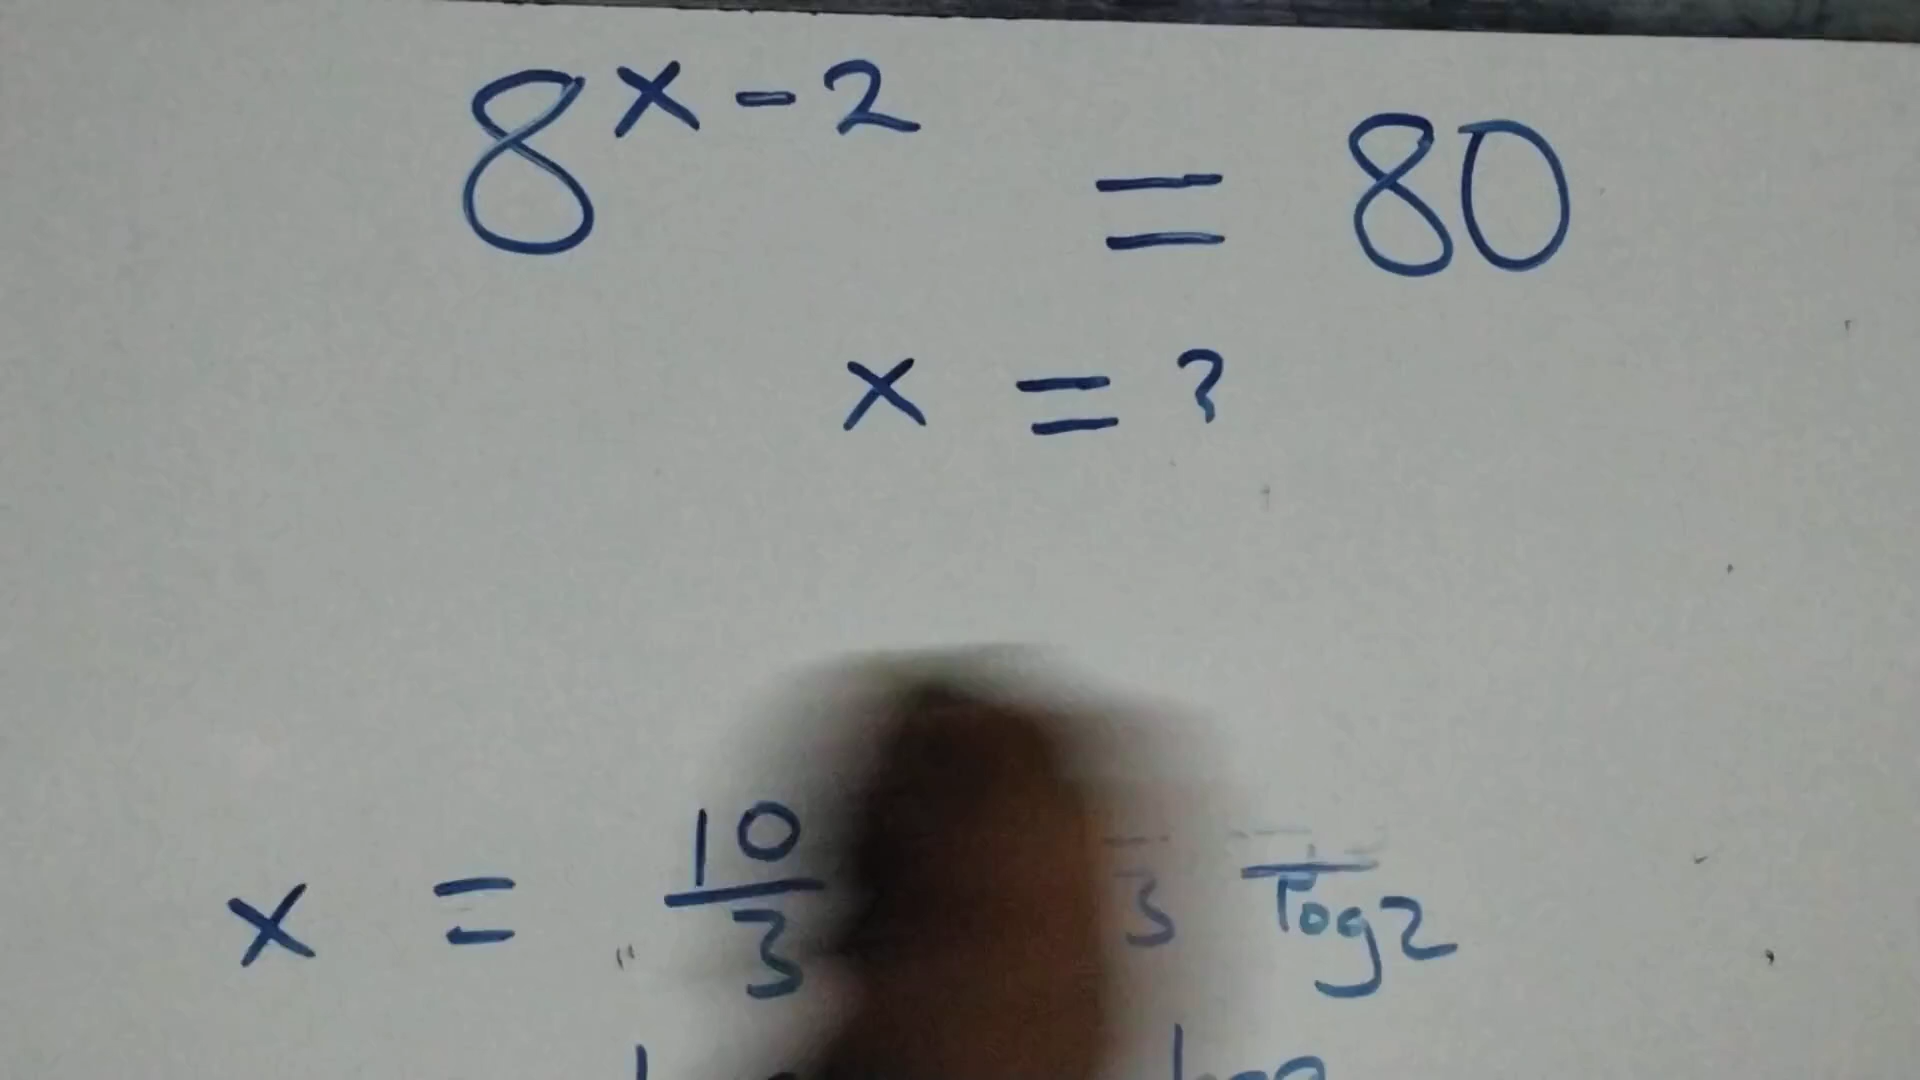 8^x-2 = 80
x = ?
x = 10/3 3 log2